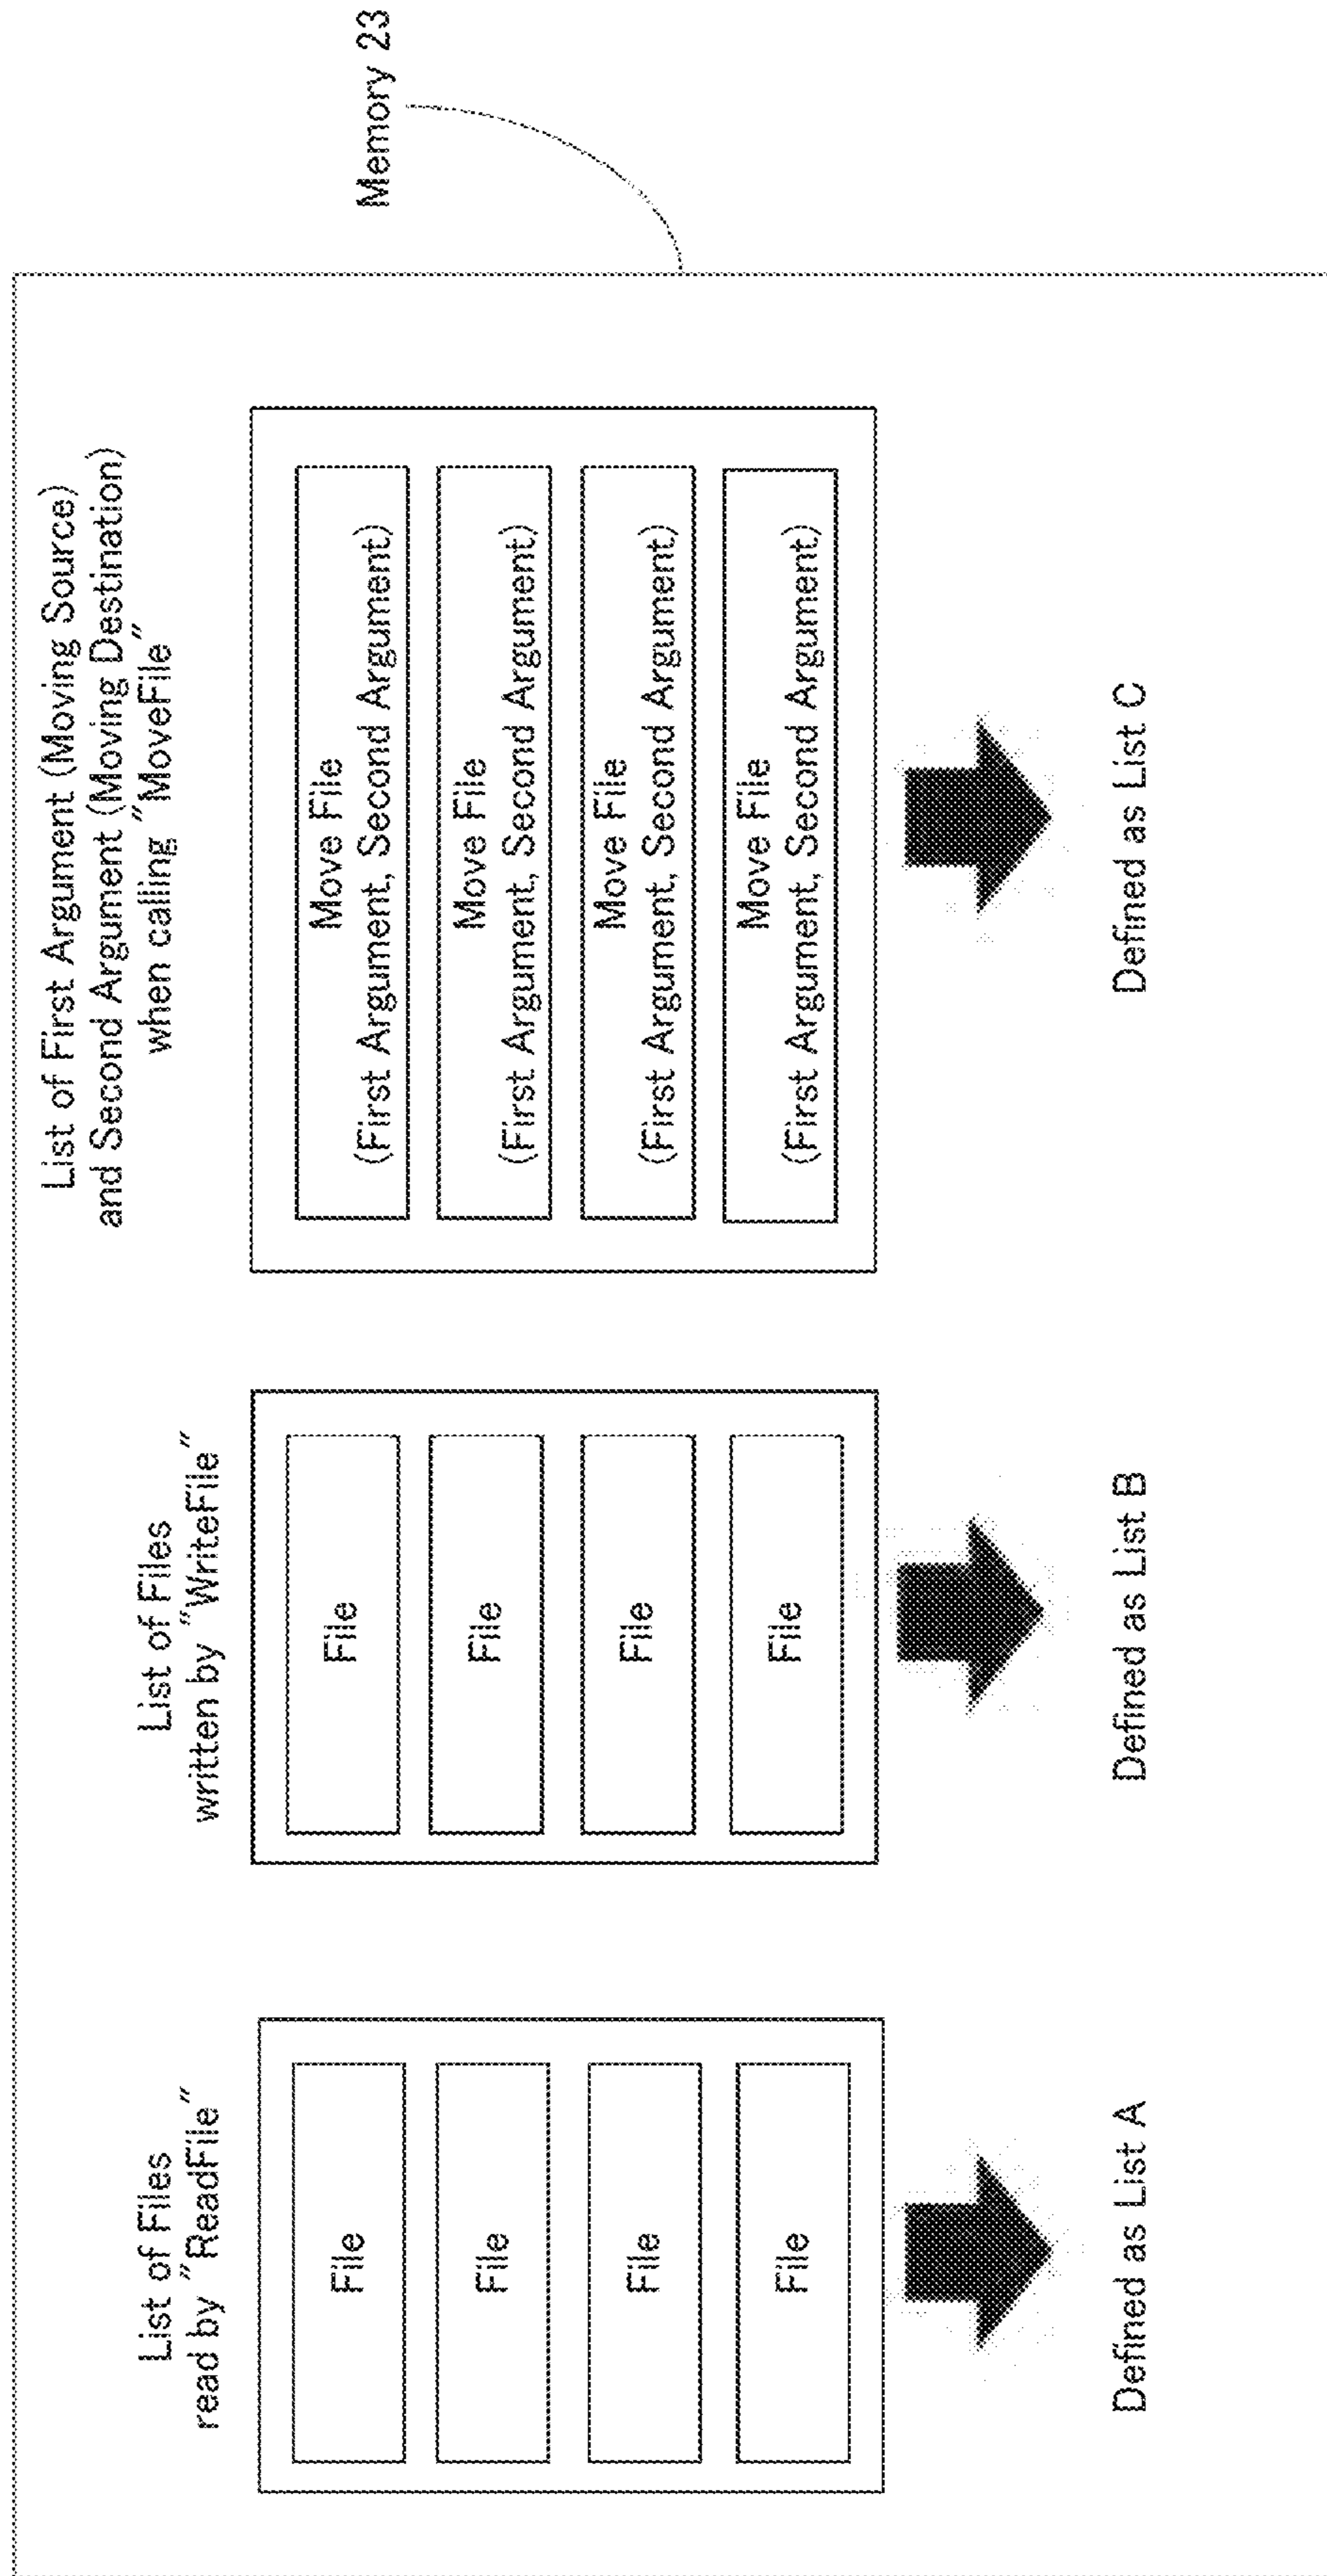 Memory 23
List of Files
read by "ReadFile"
File
File
File
File
Defined as List A
List of Files
written by "WriteFile"
File
File
File
File
Defined as List B
List of First Argument (Moving Source)
and Second Argument (Moving Destination)
when calling "MoveFile"
Move File
(First Argument, Second Argument)
Move File
(First Argument, Second Argument)
Move File
(First Argument, Second Argument)
Move File
(First Argument, Second Argument)
Defined as List C